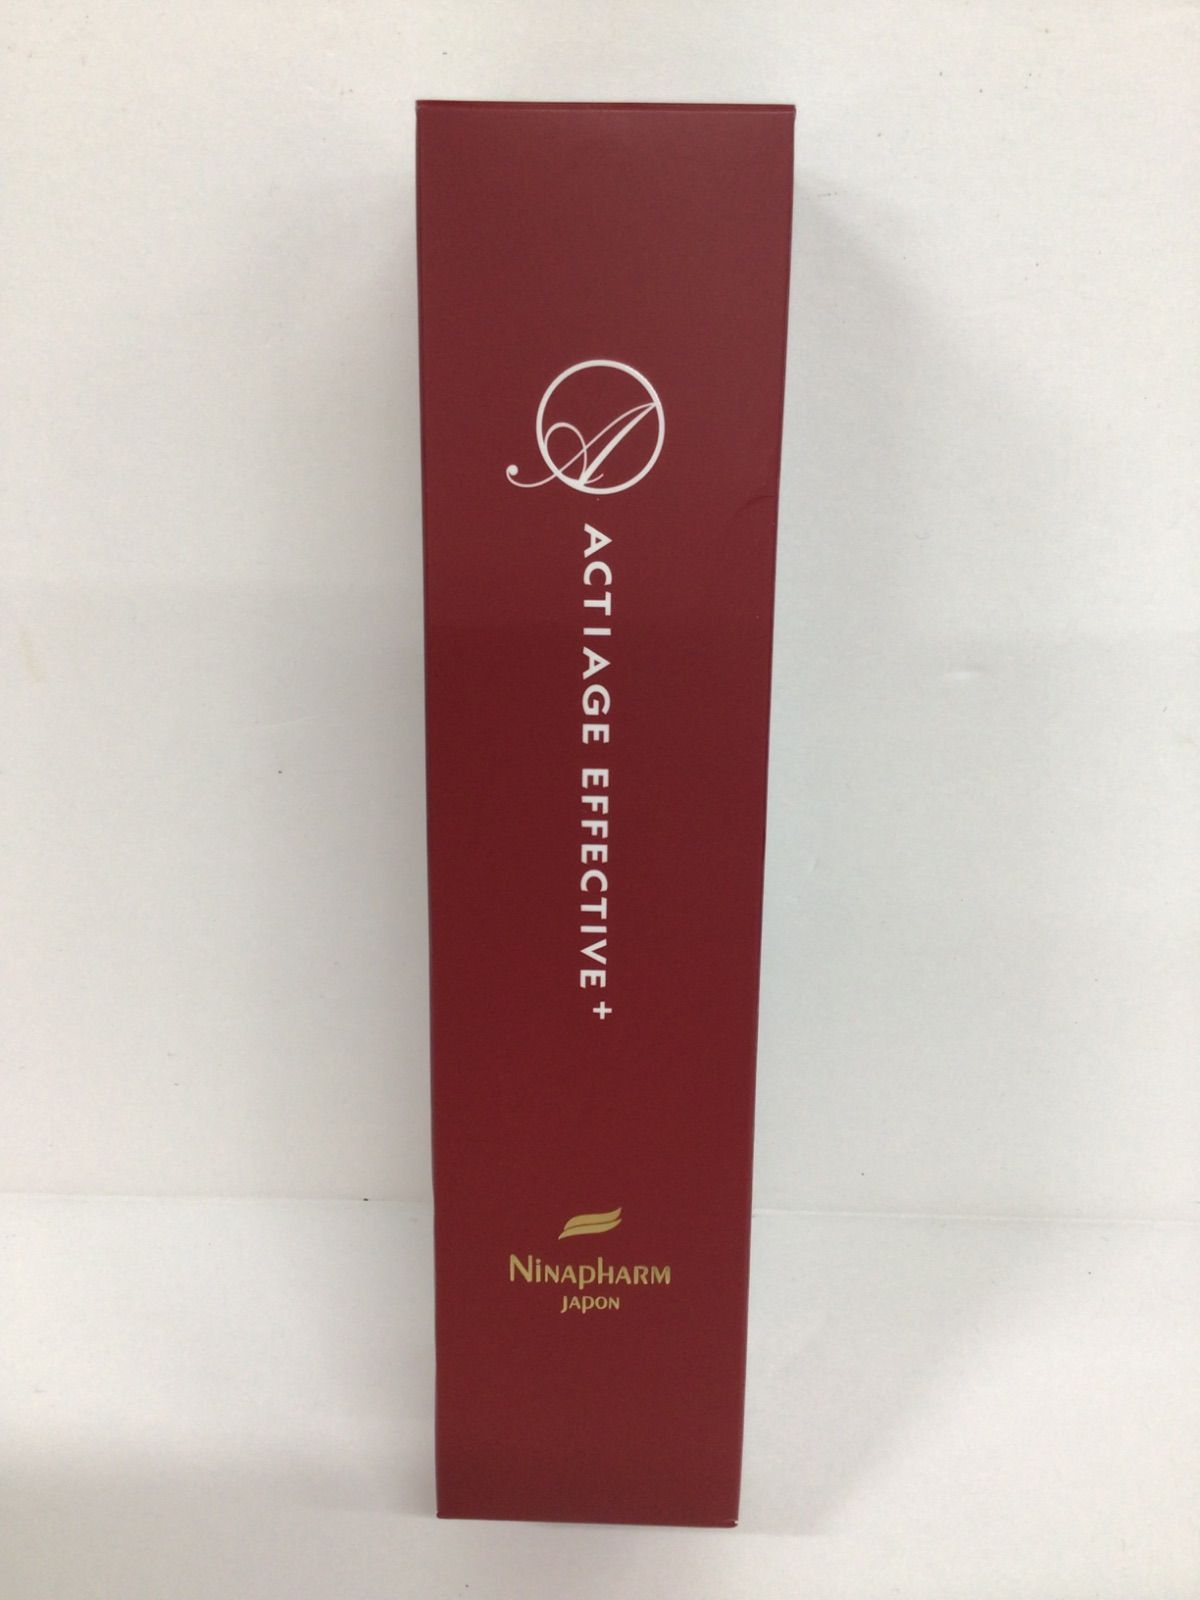 A
ACTIAGE EFFECTIVE+
NINAPHARM
JAPON